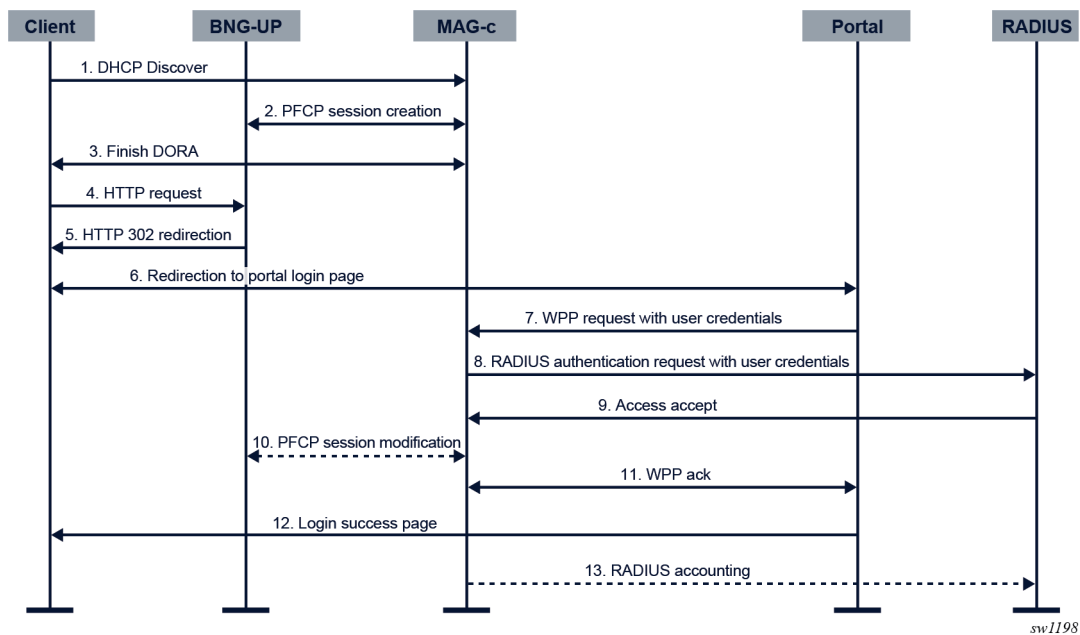 Client
BNG-UP
MAG-c
Portal
RADIUS
1. DHCP Discover
2. PFCP session creation
3. Finish DORA
4. HTTP request
5. HTTP 302 redirection
6. Redirection to portal login page
7. WPP request with user credentials
8. RADIUS authentication request with user credentials
9. Access accept
10. PFCP session modification
11. WPP ack
12. Login success page
13. RADIUS accounting
sw1198